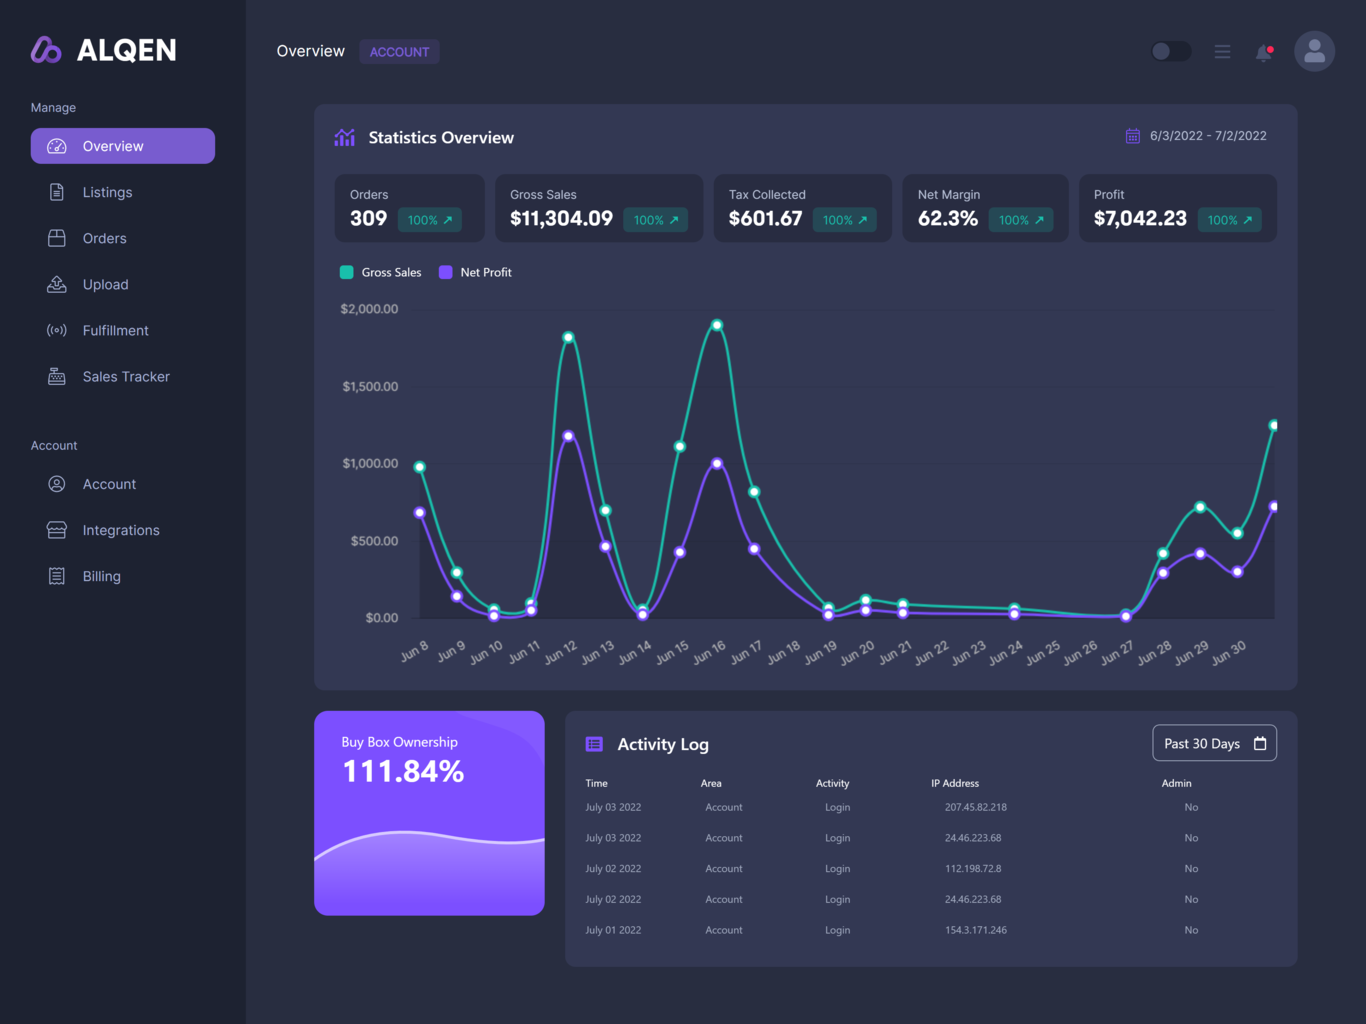 ALQEN
Overview ACCOUNT
Manage
Overview
Listings
Orders
Upload
Fulfillment
Sales Tracker
Account
Account
Integrations
Billing
Statistics Overview
6/3/2022 - 7/2/2022
Orders
309 100% ↗
Gross Sales
$11,304.09 100% ↗
Tax Collected
$601.67 100% ↗
Net Margin
62.3% 100% ↗
Profit
$7,042.23 100% ↗
Gross Sales Net Profit
$2,000.00
$1,500.00
$1,000.00
$500.00
$0.00
Jun 8 Jun 9 Jun 10 Jun 11 Jun 12 Jun 13 Jun 14 Jun 15 Jun 16 Jun 17 Jun 18 Jun 19 Jun 20 Jun 21 Jun 22 Jun 23 Jun 24 Jun 25 Jun 26 Jun 27 Jun 28 Jun 29 Jun 30
Buy Box Ownership
111.84%
Activity Log
Past 30 Days
Time Area Activity IP Address Admin
July 03 2022 Account Login 207.45.82.218 No
July 03 2022 Account Login 24.46.223.68 No
July 02 2022 Account Login 112.198.72.8 No
July 02 2022 Account Login 24.46.223.68 No
July 01 2022 Account Login 154.3.171.246 No